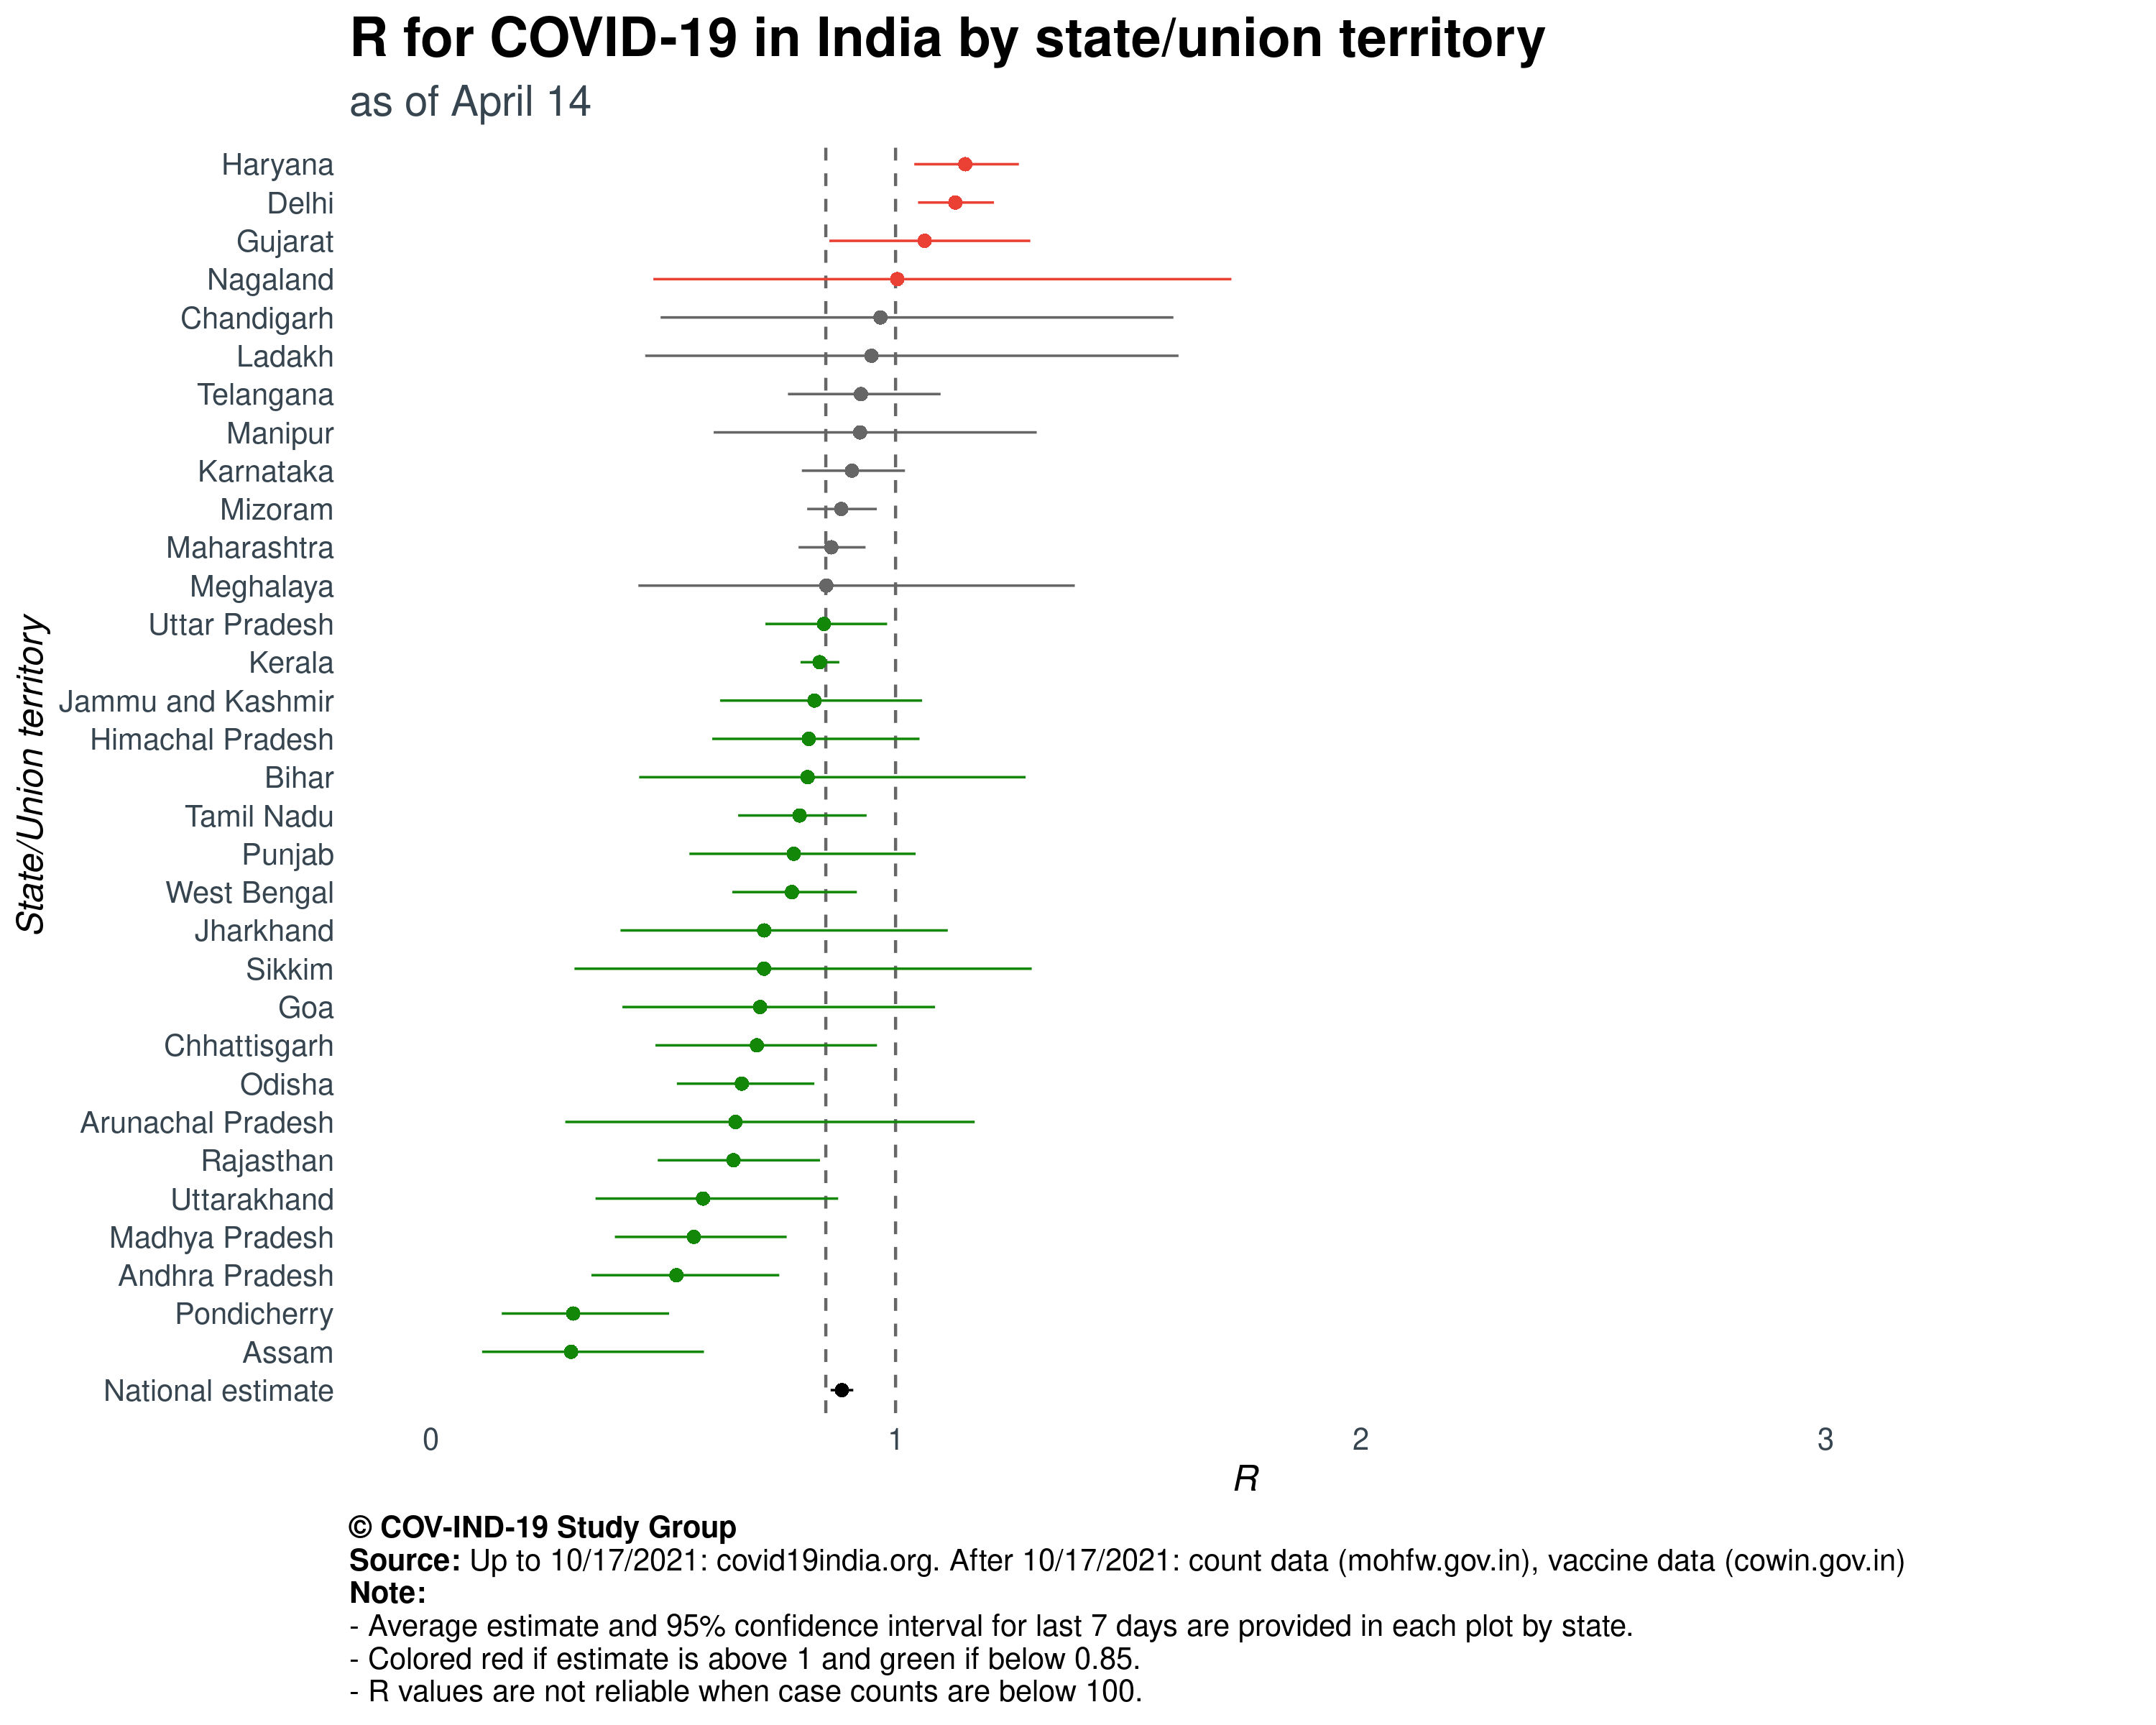 R for COVID-19 in India by state/union territory
as of April 14
State/Union territory
Haryana
Delhi
Gujarat
Nagaland
Chandigarh
Ladakh
Telangana
Manipur
Karnataka
Mizoram
Maharashtra
Meghalaya
Uttar Pradesh
Kerala
Jammu and Kashmir
Himachal Pradesh
Bihar
Tamil Nadu
Punjab
West Bengal
Jharkhand
Sikkim
Goa
Chhattisgarh
Odisha
Arunachal Pradesh
Rajasthan
Uttarakhand
Madhya Pradesh
Andhra Pradesh
Pondicherry
Assam
National estimate
0 1 2 3
R
© COV-IND-19 Study Group
Source: Up to 10/17/2021: covid19india.org. After 10/17/2021: count data (mohfw.gov.in), vaccine data (cowin.gov.in)
Note:
- Average estimate and 95% confidence interval for last 7 days are provided in each plot by state.
- Colored red if estimate is above 1 and green if below 0.85.
- R values are not reliable when case counts are below 100.